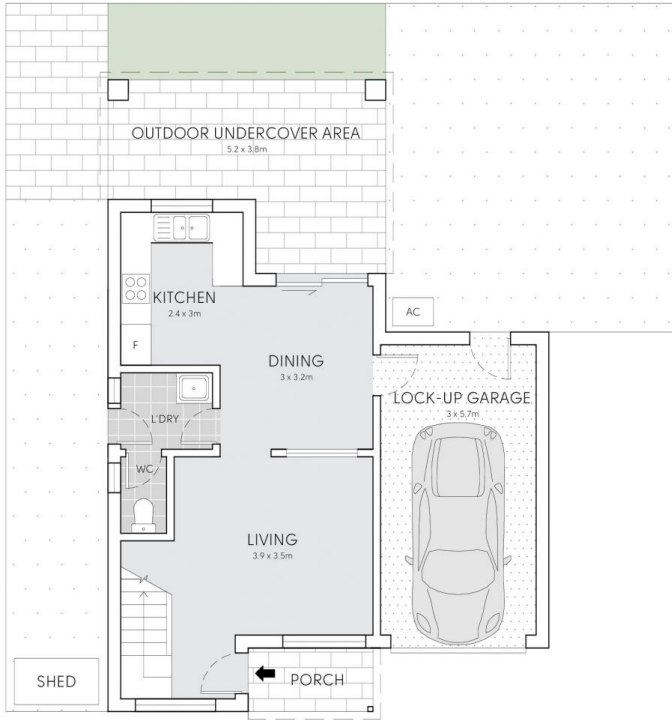 OUTDOOR UNDERCOVER AREA
5.2 x 3.8m
KITCHEN
2.4 x 3m
AC
F
DINING
3 x 3.2m
LOCK-UP GARAGE
3 x 5.7m
L'DRY
WC
LIVING
3.9 x 3.5m
SHED
PORCH